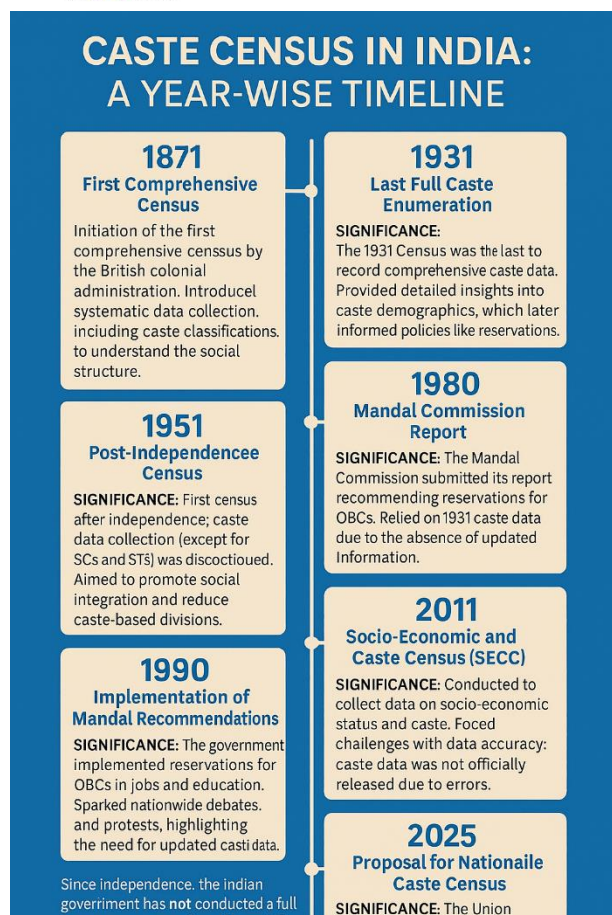 CASTE CENSUS IN INDIA:
A YEAR-WISE TIMELINE
1871
First Comprehensive
Census
Initiation of the first
comprehensive censsus by
the British colonial
administration. Introducel
systematic data collection.
including caste classifications.
to understand the social
structure.
1931
Last Full Caste
Enumeration
SIGNIFICANCE:
The 1931 Census was the last to
record comprehensive caste data.
Provided detailed insights into
caste demographics, which later
informed policies like reservations.
1951
Post-Independencee
Census
SIGNIFICANCE: First census
after independence; caste
data collection (except for
SCs and STs) was discoctioued.
Aimed to promote social
integration and reduce
caste-based divisions.
1980
Mandal Commission
Report
SIGNIFICANCE: The Mandal
Commission submitted its report
recommending reservations for
OBCs. Relied on 1931 caste data
due to the absence of updated
Information.
1990
Implementation of
Mandal Recommendations
SIGNIFICANCE: The government
implemented reservations for
OBCs in jobs and education.
Sparked nationwide debates.
and protests, highlighting
the need for updated casti data.
2011
Socio-Economic and
Caste Census (SECC)
SIGNIFICANCE: Conducted to
collect data on socio-economic
status and caste. Foced
chailenges with data accuracy:
caste data was not officially
released due to errors.
2025
Proposal for Nationaile
Caste Census
SIGNIFICANCE: The Union
Since independence. the indian
goverriment has not conducted a full